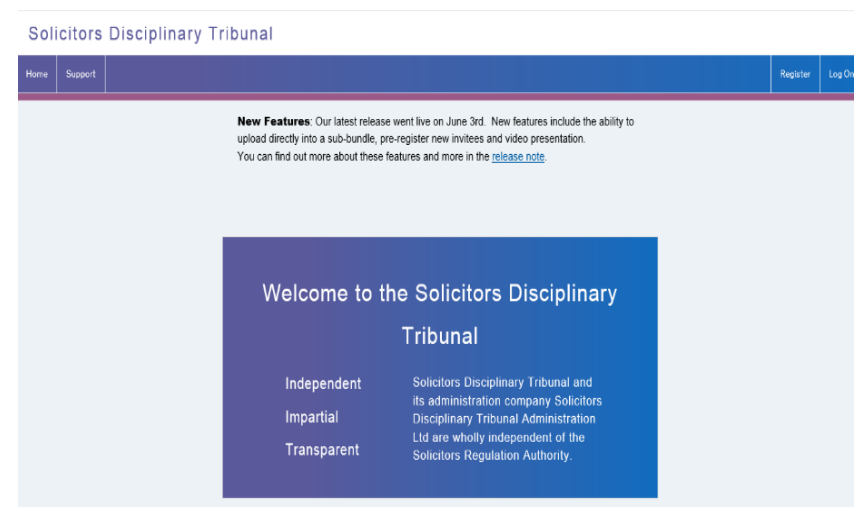 Solicitors Disciplinary Tribunal
Home Support Register Log On
New Features: Our latest release went live on June 3rd. New features include the ability to
upload directly into a sub-bundle, pre-register new invitees and video presentation.
You can find out more about these features and more in the release note.
Welcome to the Solicitors Disciplinary
Tribunal
Independent
Impartial
Transparent
Solicitors Disciplinary Tribunal and
its administration company Solicitors
Disciplinary Tribunal Administration
Ltd are wholly independent of the
Solicitors Regulation Authority.